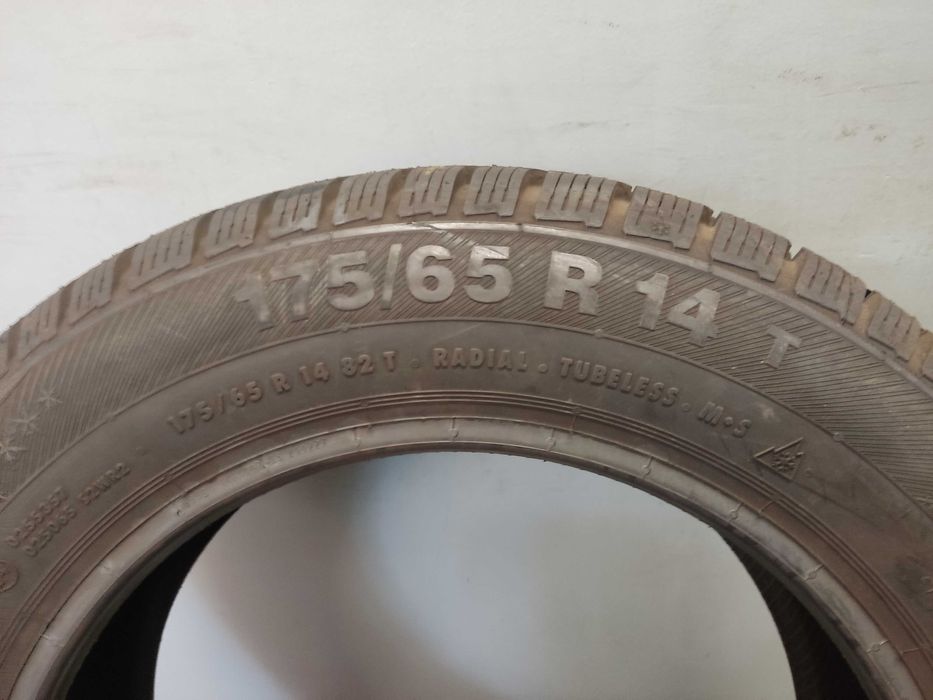 175/65 R 14 T
175/65 R 14 82 T • RADIAL • TUBELESS • M•S